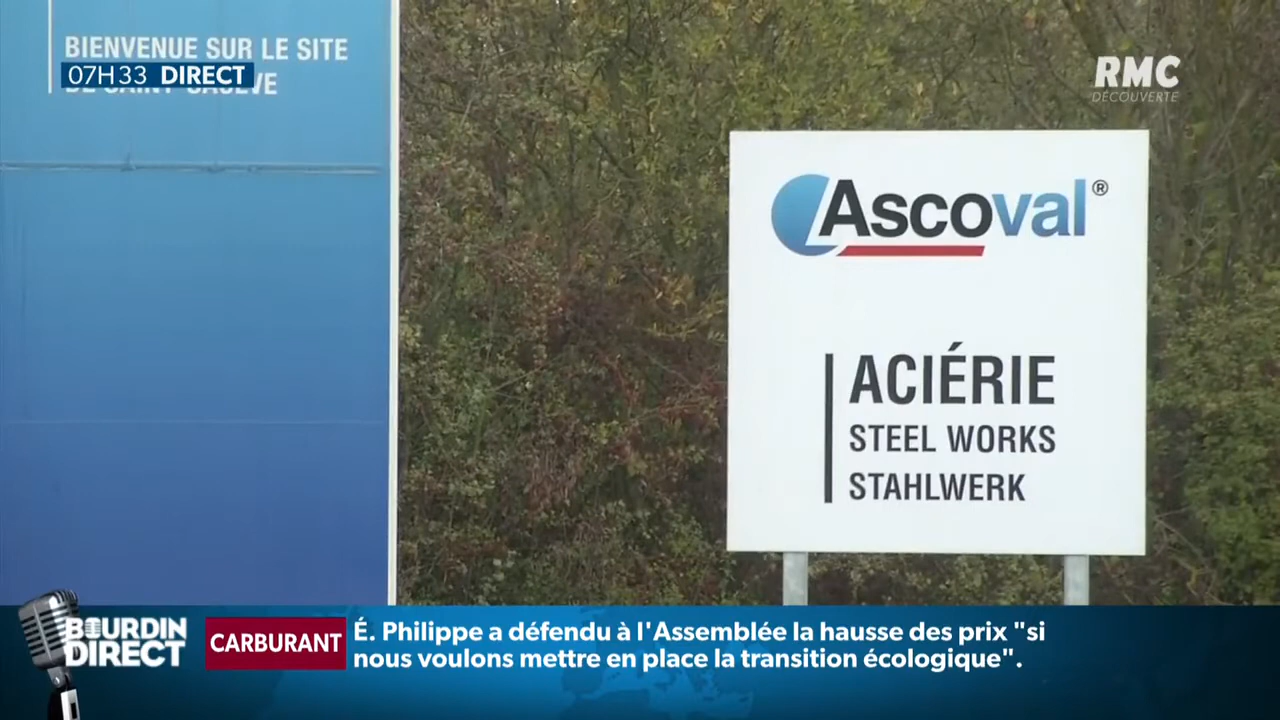 BIENVENUE SUR LE SITE
07H33 DIRECT
RMC
DÉCOUVERTE
Ascoval®
ACIÉRIE
STEEL WORKS
STAHLWERK
BOURDIN
DIRECT
CARBURANT
É. Philippe a défendu à l'Assemblée la hausse des prix "si
nous voulons mettre en place la transition écologique".